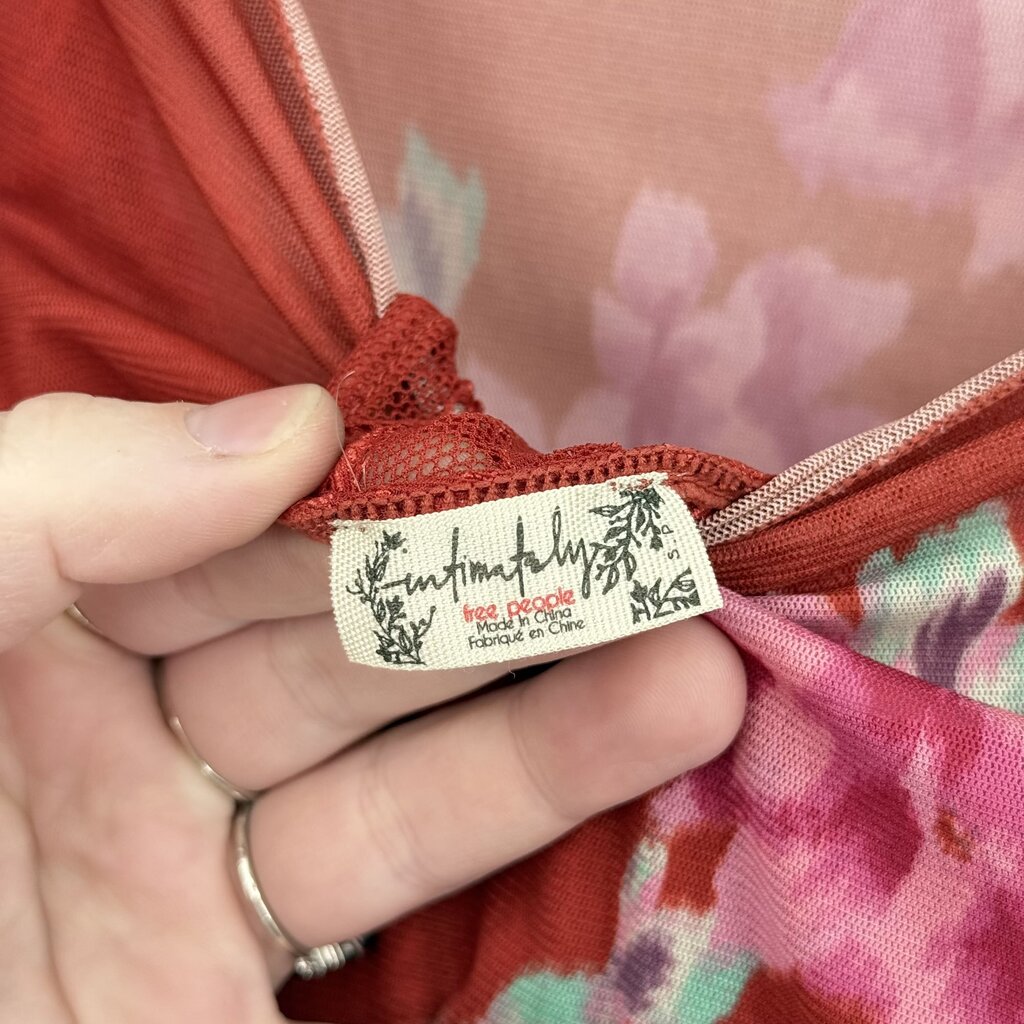 intimately
free people
Made in China
Fabriqué en Chine
S P